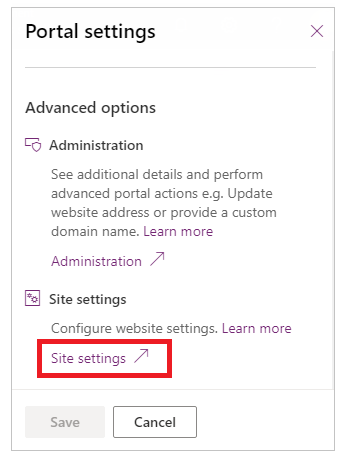 Portal settings
Advanced options
Administration
See additional details and perform
advanced portal actions e.g. Update
website address or provide a custom
domain name. Learn more
Administration
Site settings
Configure website settings. Learn more
Site settings
Save
Cancel